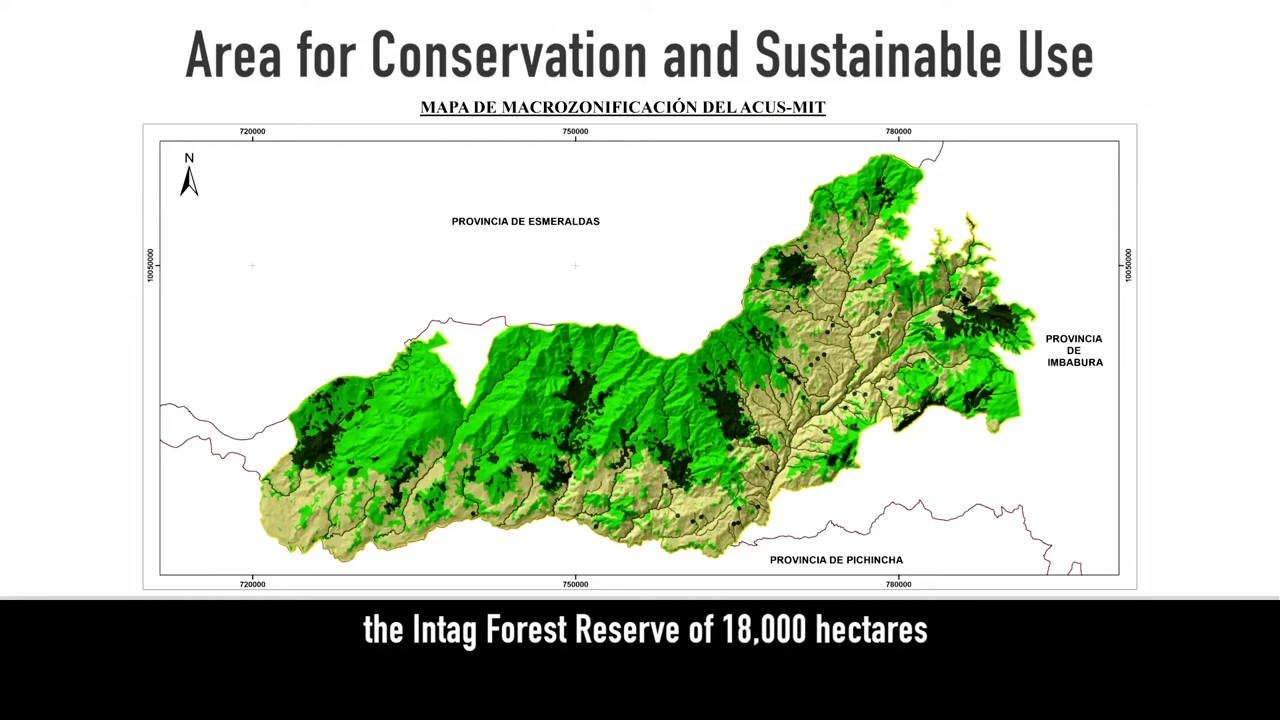 Area for Conservation and Sustainable Use
MAPA DE MACROZONIFICACIÓN DEL ACUS-MIT
720000 750000 780000
N
PROVINCIA DE ESMERALDAS
10050000 10050000
PROVINCIA
DE
IMBABURA
PROVINCIA DE PICHINCHA
720000 750000 780000
the Intag Forest Reserve of 18,000 hectares